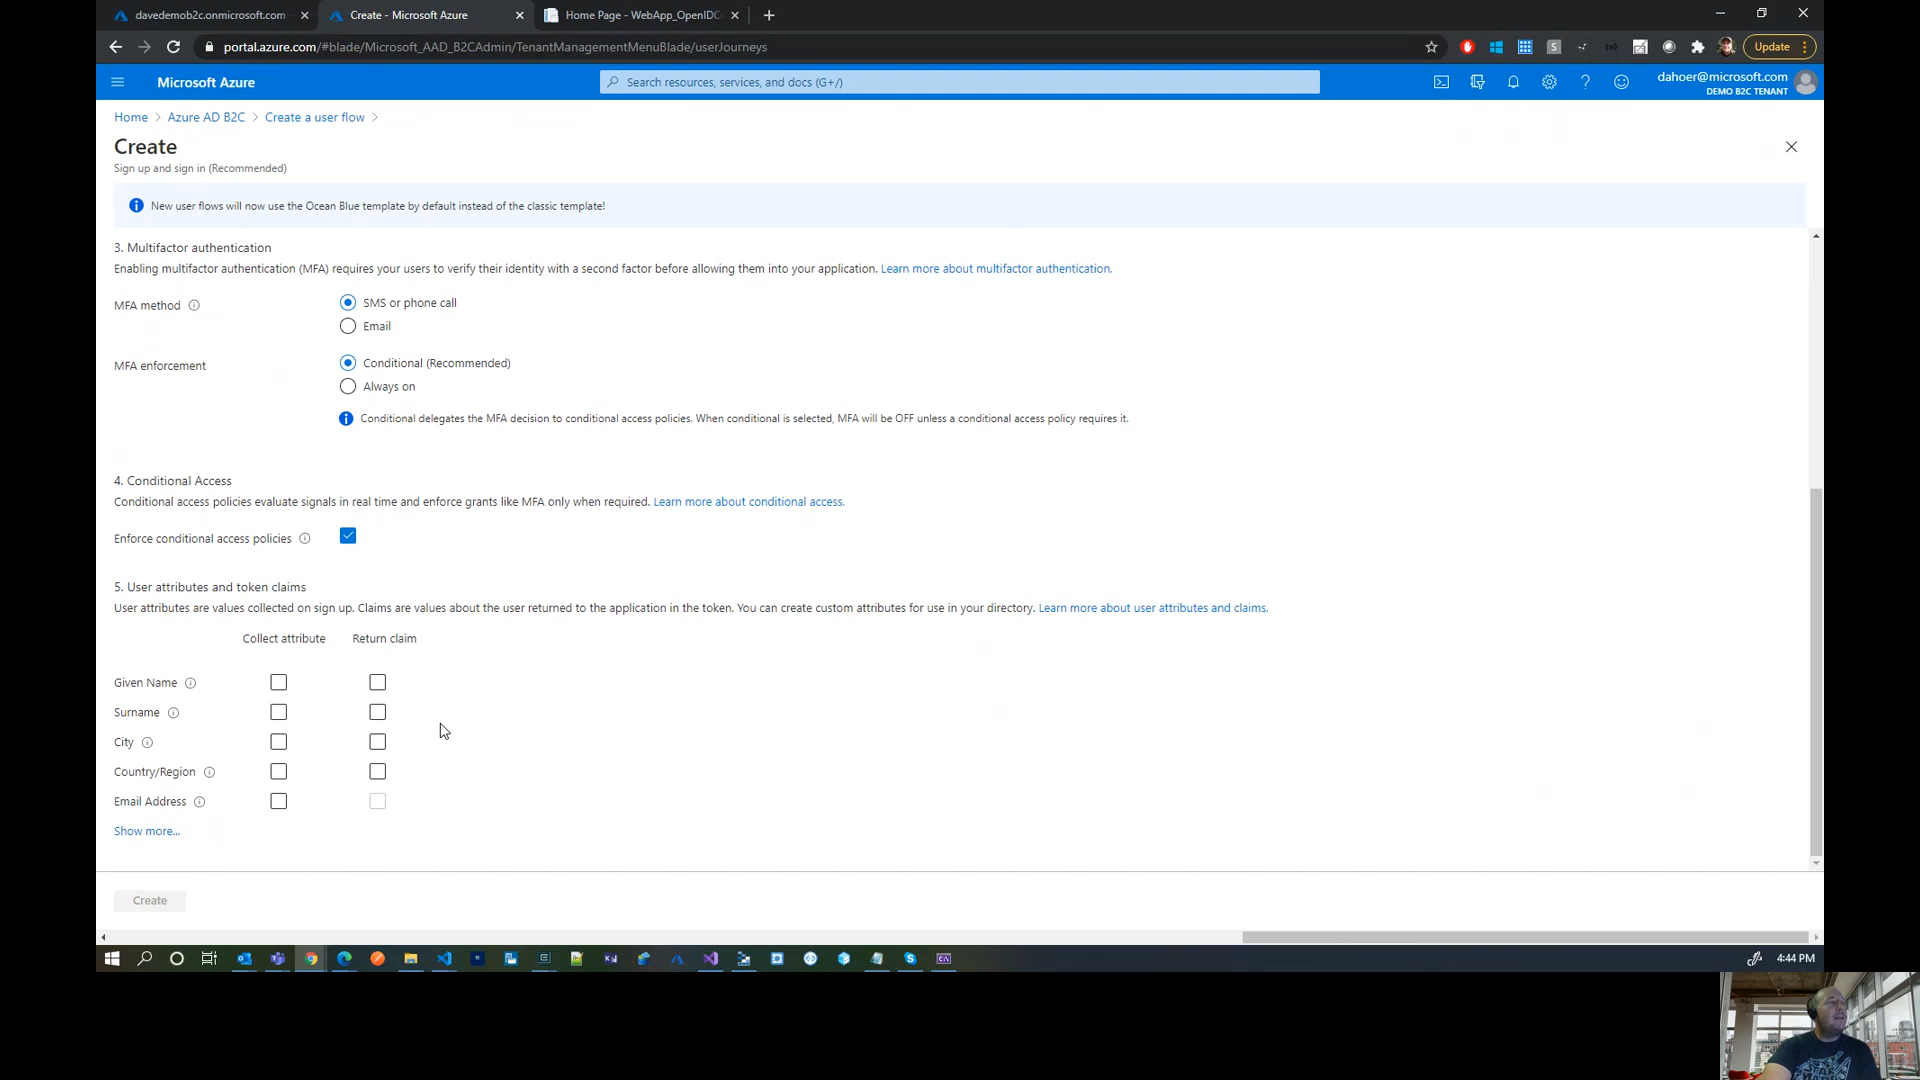 davedemob2c.onmicrosoft.com
Create - Microsoft Azure
Home Page - WebApp_OpenIDC
portal.azure.com/#blade/Microsoft_AAD_B2CAdmin/TenantManagementMenuBlade/userJourneys
Update
Microsoft Azure
Search resources, services, and docs (G+/)
dahoer@microsoft.com
DEMO B2C TENANT
Home > Azure AD B2C > Create a user flow >
Create
Sign up and sign in (Recommended)
New user flows will now use the Ocean Blue template by default instead of the classic template!
3. Multifactor authentication
Enabling multifactor authentication (MFA) requires your users to verify their identity with a second factor before allowing them into your application. Learn more about multifactor authentication.
MFA method
SMS or phone call
Email
MFA enforcement
Conditional (Recommended)
Always on
Conditional delegates the MFA decision to conditional access policies. When conditional is selected, MFA will be OFF unless a conditional access policy requires it.
4. Conditional Access
Conditional access policies evaluate signals in real time and enforce grants like MFA only when required. Learn more about conditional access.
Enforce conditional access policies
5. User attributes and token claims
User attributes are values collected on sign up. Claims are values about the user returned to the application in the token. You can create custom attributes for use in your directory. Learn more about user attributes and claims.
Collect attribute Return claim
Given Name
Surname
City
Country/Region
Email Address
Show more...
Create
4:44 PM